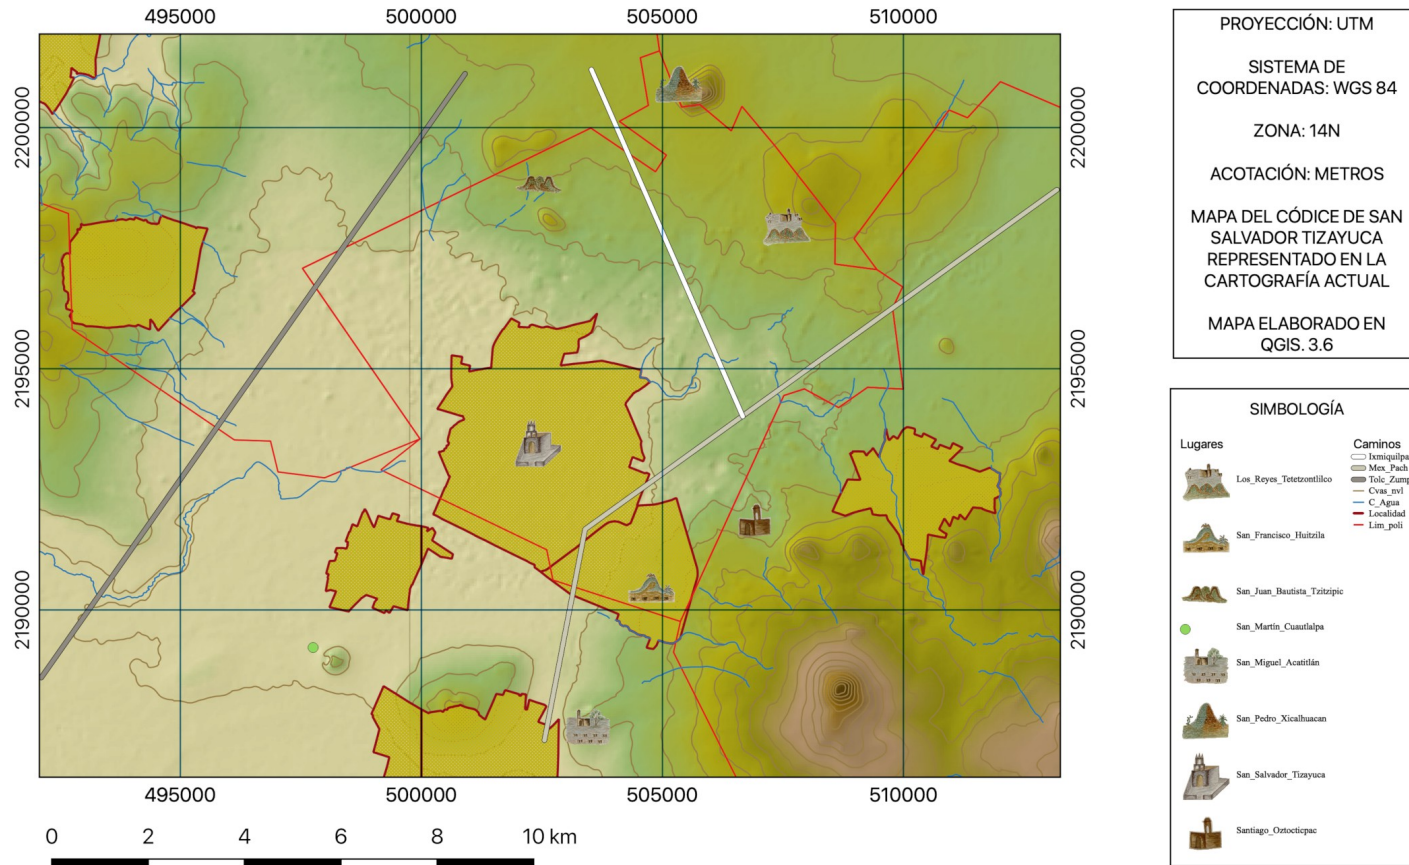 495000 500000 505000 510000
2200000
2195000
2190000
2200000
2195000
2190000
495000 500000 505000 510000
0 2 4 6 8 10 km
PROYECCIÓN: UTM
SISTEMA DE
COORDENADAS: WGS 84
ZONA: 14N
ACOTACIÓN: METROS
MAPA DEL CÓDICE DE SAN
SALVADOR TIZAYUCA
REPRESENTADO EN LA
CARTOGRAFÍA ACTUAL
MAPA ELABORADO EN
QGIS. 3.6
SIMBOLOGÍA
Lugares
Los_Reyes_Tetetzontlilco
San_Francisco_Huitzila
San_Juan_Bautista_Tzitzipic
San_Martín_Cuautlalpa
San_Miguel_Acatitlán
San_Pedro_Xicalhuacan
San_Salvador_Tizayuca
Santiago_Oztocticpac
Caminos
Ixmiquilpa
Mex_Pach
Tolc_Zump
Cvas_nvl
C_Agua
Localidad
Lim_poli